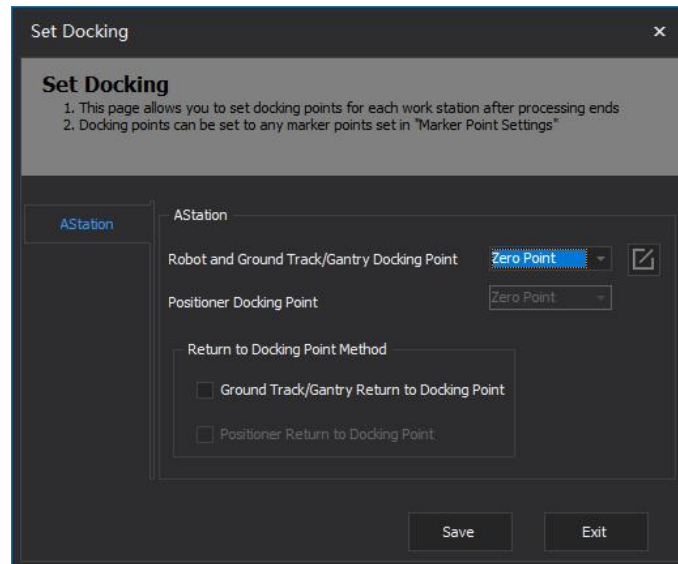 Set Docking
Set Docking
1. This page allows you to set docking points for each work station after processing ends
2. Docking points can be set to any marker points set in "Marker Point Settings"
AStation
AStation
Robot and Ground Track/Gantry Docking Point Zero Point
Positioner Docking Point Zero Point
Return to Docking Point Method
Ground Track/Gantry Return to Docking Point
Positioner Return to Docking Point
Save Exit